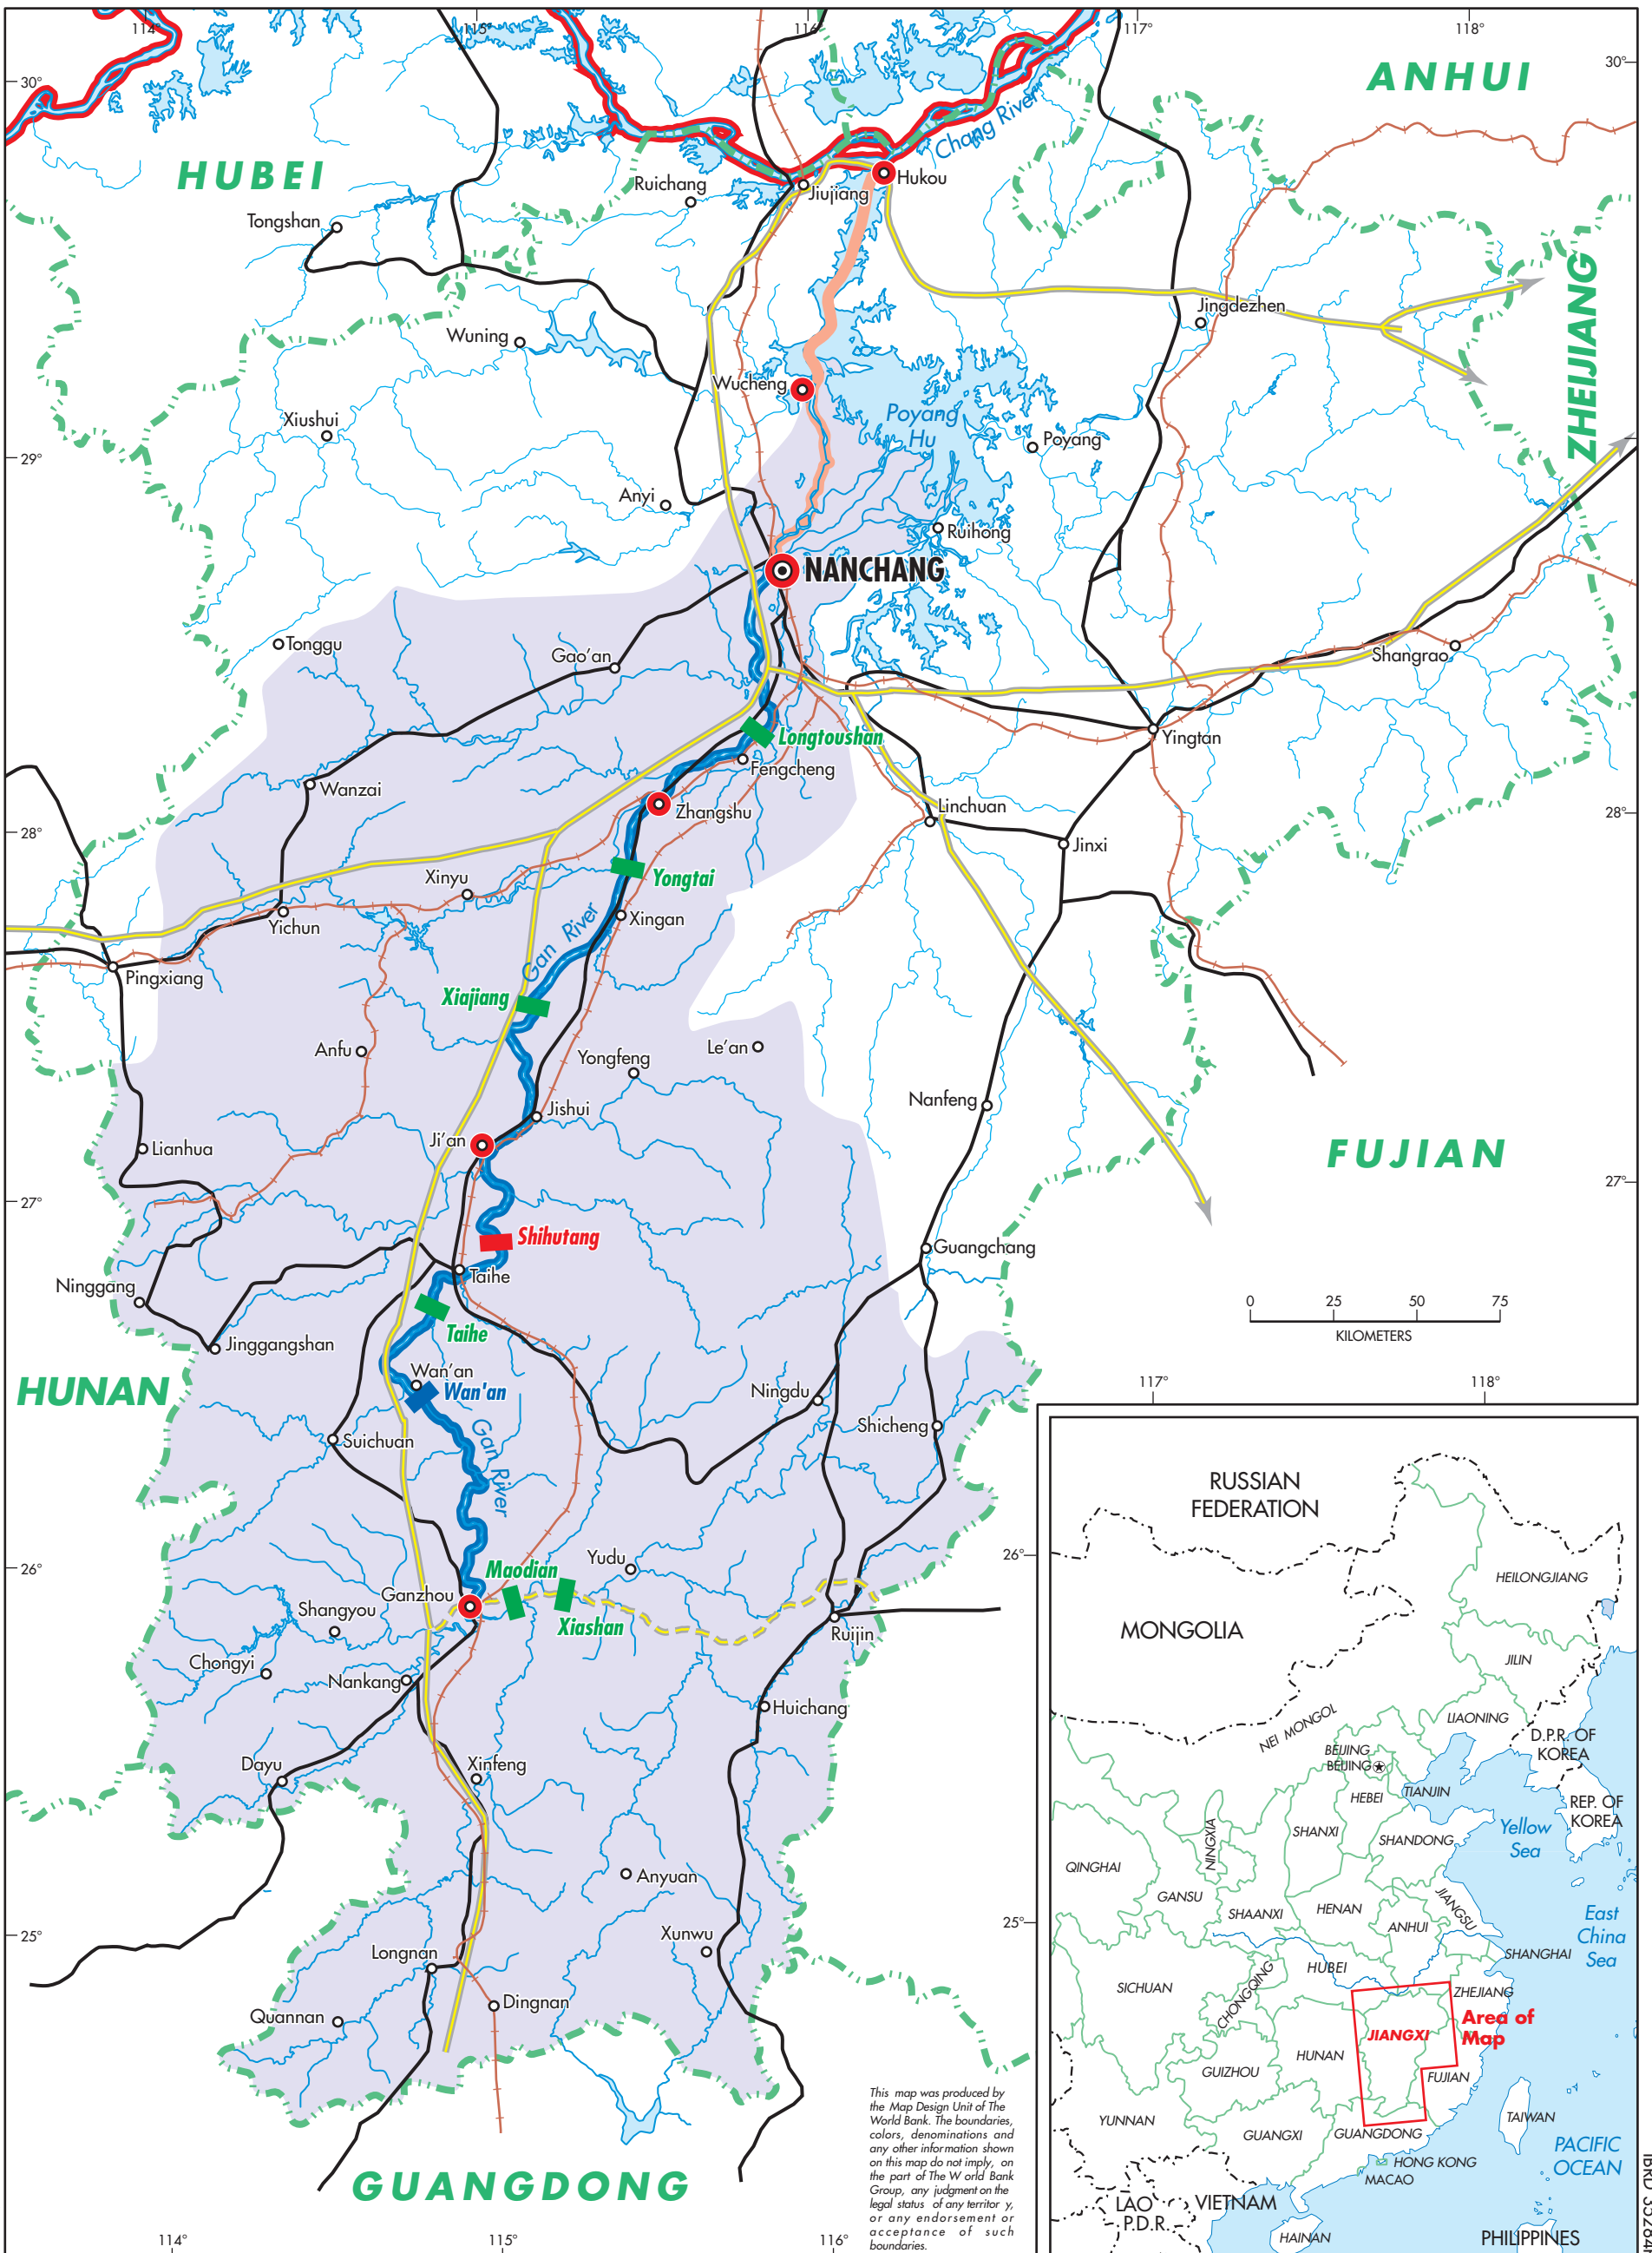 114°
115°
116°
117°
118°
30°
30°
ANHUI
Chang River
HUBEI
Ruichang
Jiujiang
Hukou
Tongshan
ZHEIJIANG
Jingdezhen
Wuning
Wucheng
Poyang
Hu
Xiushui
Poyang
29°
Anyi
Ruihong
NANCHANG
Tonggu
Gao'an
Shangrao
Longtoushan
Yingtan
Fengcheng
Wanzai
Zhangshu
Linchuan
28°
28°
Jinxi
Xinyu
Yongtai
Yichun
Xingan
Gan River
Pingxiang
Xiajiang
Anfu
Yongfeng
Le'an
Nanfeng
Jishui
Ji'an
Lianhua
FUJIAN
27°
27°
Shihutang
Guangchang
Taihe
Ninggang
0 25 50 75
KILOMETERS
Taihe
Jinggangshan
Wan'an
Wan'an
HUNAN
Ningdu
117°
118°
Shicheng
Suichuan
Gan River
26°
26°
Yudu
Maodian
Ganzhou
Shangyou
Xiashan
Ruijin
Chongyi
Nankang
Huichang
Dayu
Xinfeng
Anyuan
25°
25°
Xunwu
Longnan
Dingnan
Quannan
GUANGDONG
114°
115°
116°
This map was produced by
the Map Design Unit of The
World Bank. The boundaries,
colors, denominations and
any other information shown
on this map do not imply, on
the part of The W orld Bank
Group, any judgment on the
legal status of any territor y,
or any endorsement or
acceptance of such
boundaries.
RUSSIAN
FEDERATION
HEILONGJIANG
MONGOLIA
JILIN
NEI MONGOL
LIAONING
D.P.R. OF
KOREA
BEIJING
BEIJING
TIANJIN
HEBEI
REP. OF
KOREA
SHANXI
NINGXIA
SHANDONG
Yellow
Sea
QINGHAI
GANSU
SHAANXI
HENAN
JIANGSU
ANHUI
East
China
Sea
SHANGHAI
HUBEI
SICHUAN
CHONGQING
ZHEJIANG
Area of
Map
JIANGXI
HUNAN
GUIZHOU
FUJIAN
YUNNAN
TAIWAN
GUANGXI
GUANGDONG
PACIFIC
OCEAN
HONG KONG
MACAO
LAO
P.D.R.
VIETNAM
HAINAN
PHILIPPINES